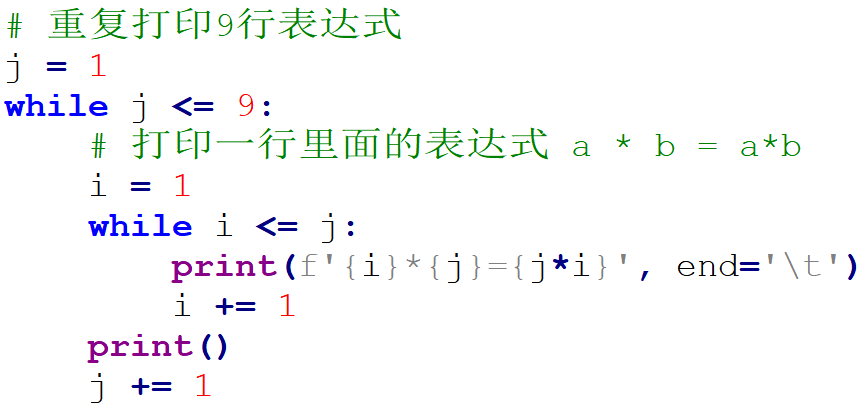 # 重复打印9行表达式
j = 1
while j <= 9:
    # 打印一行里面的表达式 a * b = a*b
    i = 1
    while i <= j:
        print(f'{i}*{j}={j*i}', end='\t')
        i += 1
    print()
    j += 1